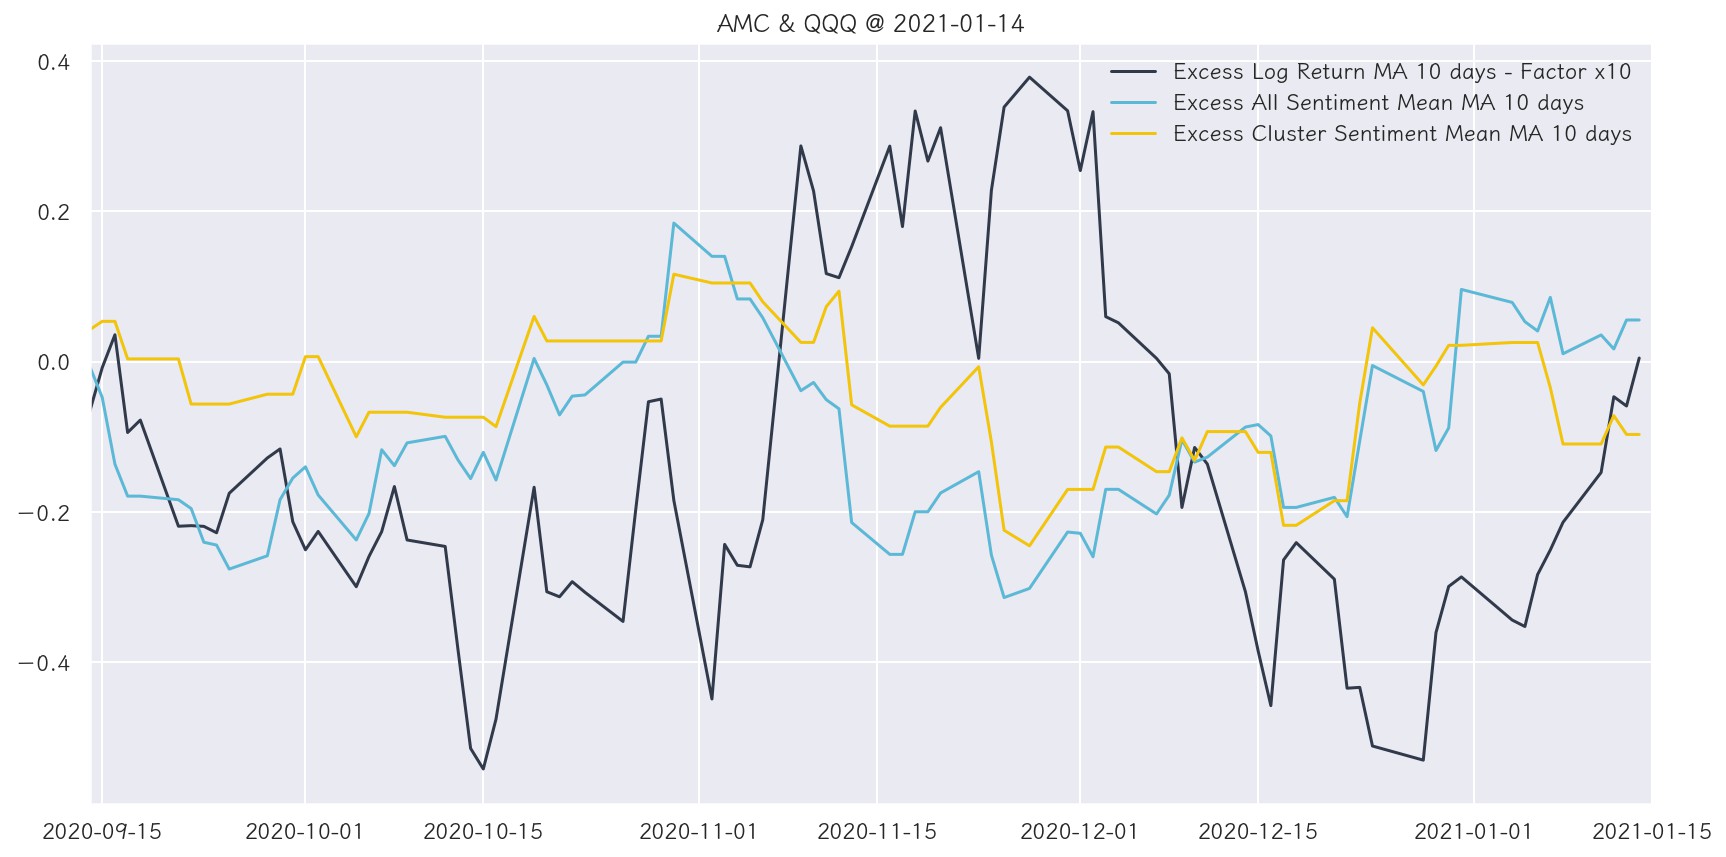 AMC & QQQ @ 2021-01-14
Excess Log Return MA 10 days - Factor x10
Excess All Sentiment Mean MA 10 days
Excess Cluster Sentiment Mean MA 10 days
0.4
0.2
0.0
−0.2
−0.4
2020-09-15 2020-10-01 2020-10-15 2020-11-01 2020-11-15 2020-12-01 2020-12-15 2021-01-01 2021-01-15